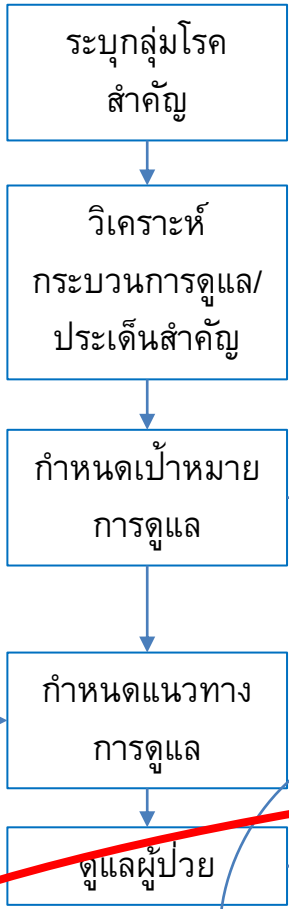 ระบุกลุ่มโรค
สำคัญ
วิเคราะห์
กระบวนการดูแล/
ประเด็นสำคัญ
กำหนดเป้าหมาย
การดูแล
กำหนดแนวทาง
การดูแล
ดูแลผู้ป่วย